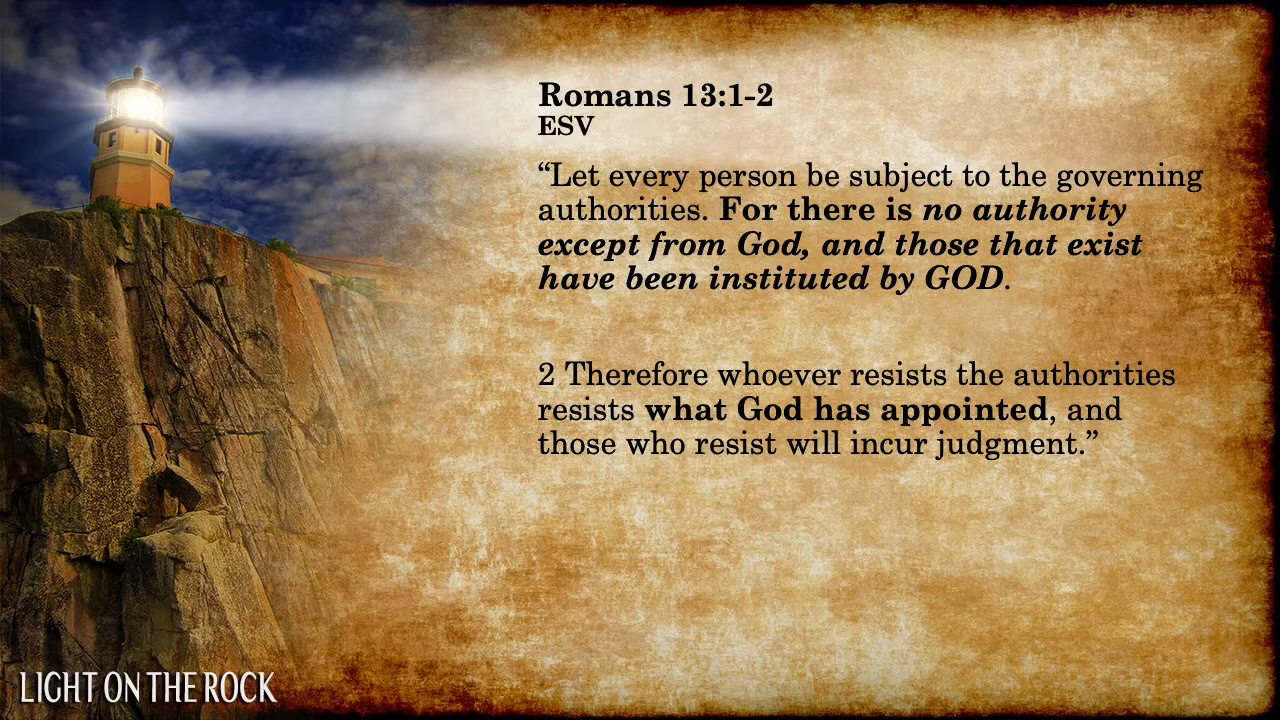 Romans 13:1-2
ESV
“Let every person be subject to the governing
authorities. For there is no authority
except from God, and those that exist
have been instituted by GOD.
2 Therefore whoever resists the authorities
resists what God has appointed, and
those who resist will incur judgment.”
LIGHT ON THE ROCK